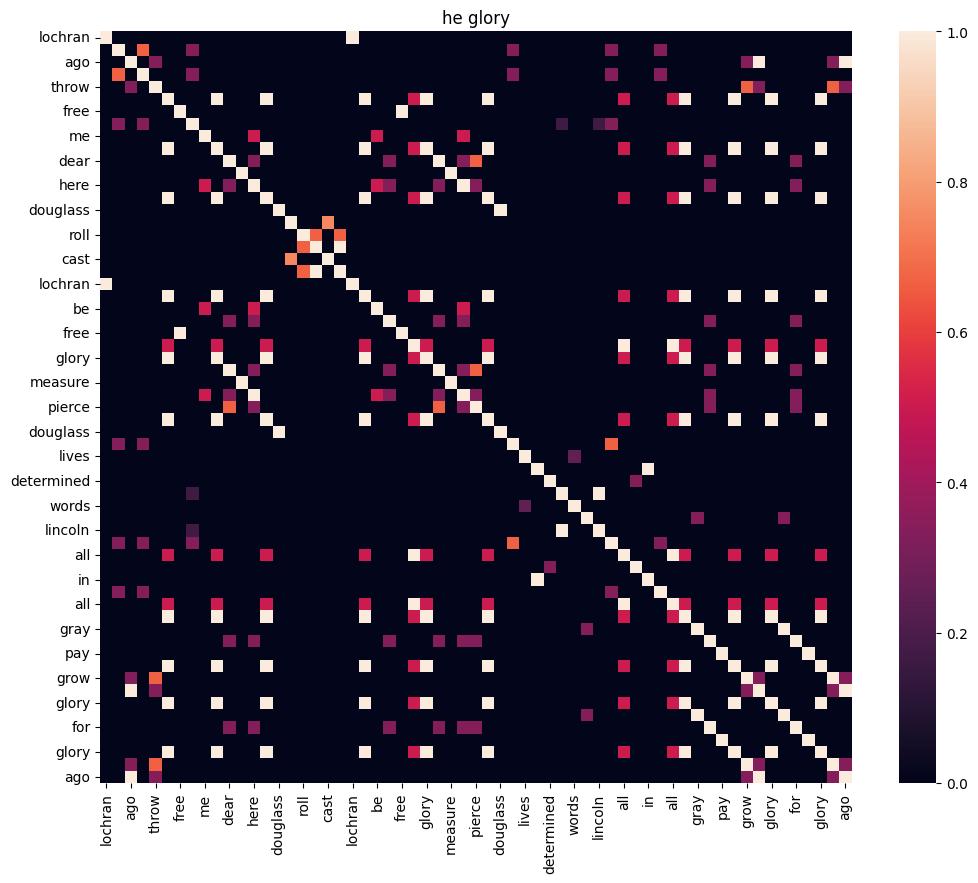 he glory
lochran
ago
throw
free
me
dear
here
douglass
roll
cast
lochran
be
free
glory
measure
pierce
douglass
lives
determined
words
lincoln
all
in
all
gray
pay
grow
glory
for
glory
ago
lochran ago throw free me dear here douglass roll cast lochran be free glory measure pierce douglass lives determined words lincoln all in all gray pay grow glory for glory ago
1.0
0.8
0.6
0.4
0.2
0.0